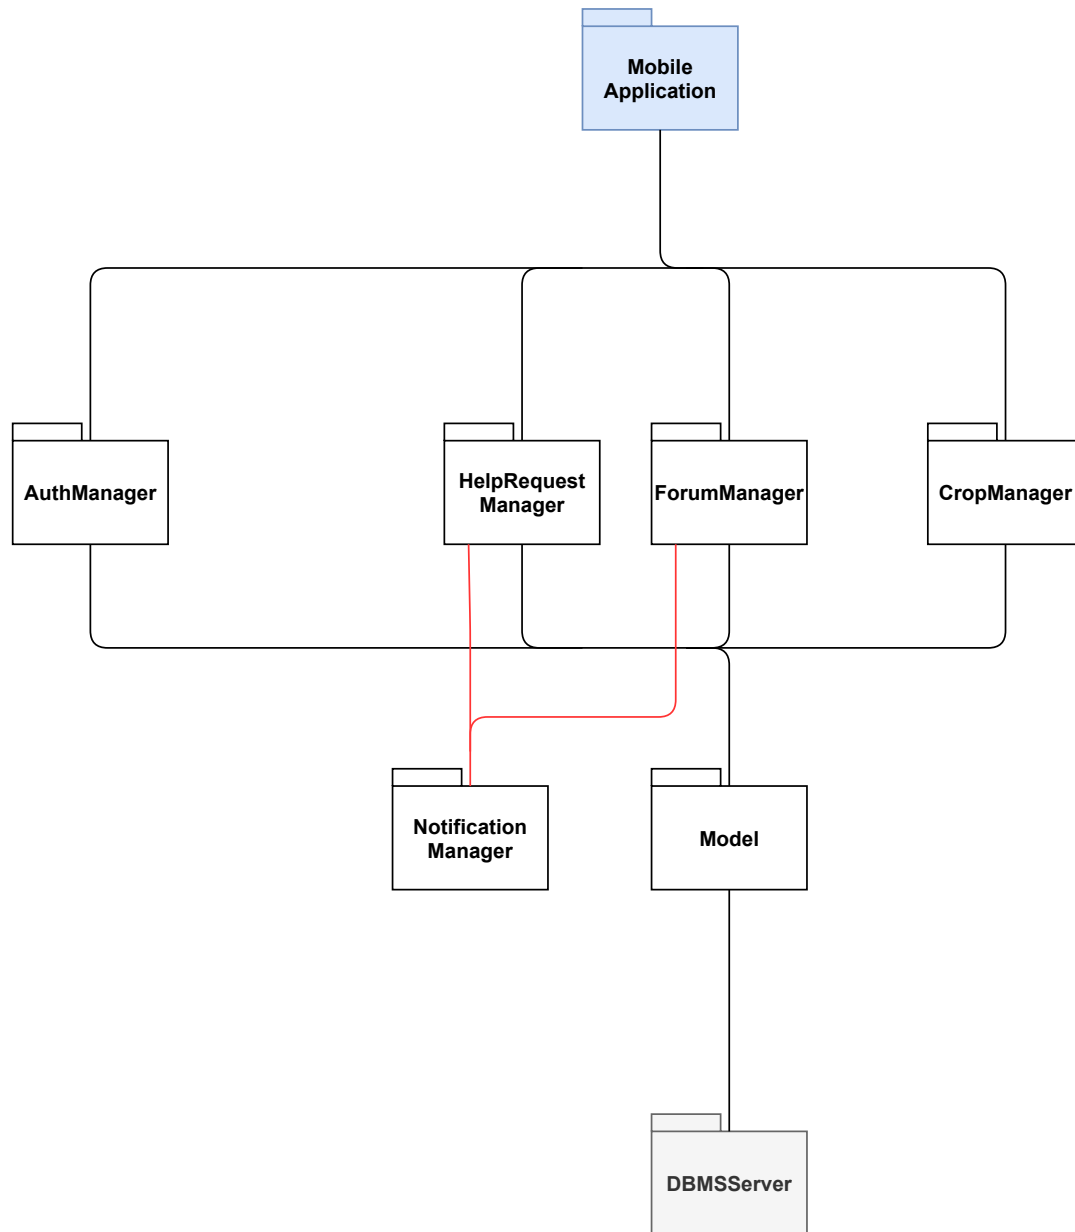 Mobile
Application
AuthManager
HelpRequest
Manager
ForumManager
CropManager
Notification
Manager
Model
DBMSServer